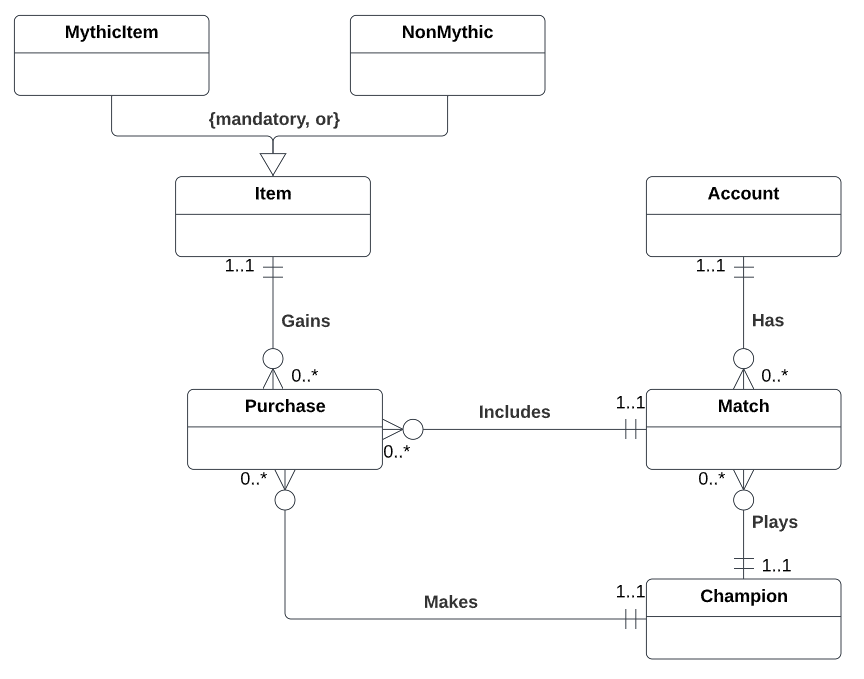 MythicItem
NonMythic
{mandatory, or}
Item
Account
1..1
1..1
Gains
Has
0..*
0..*
Purchase
Includes
1..1
Match
0..*
0..*
0..*
Plays
1..1
Makes
1..1
Champion